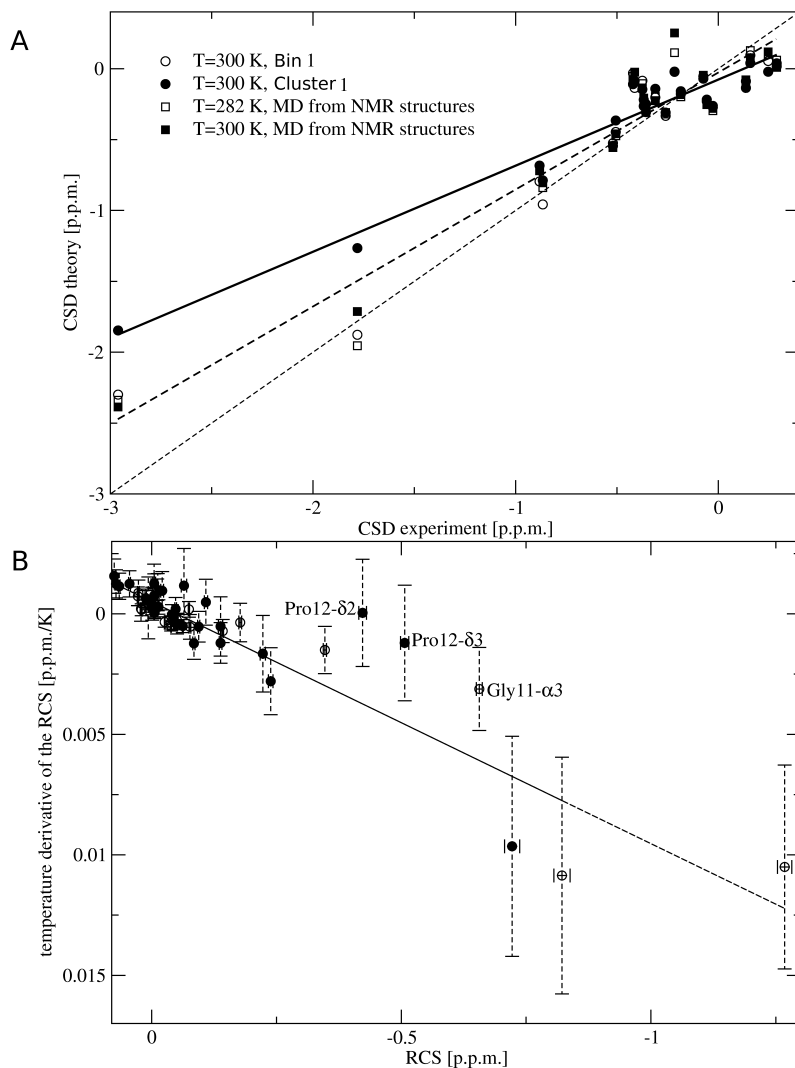 A
T=300 K, Bin 1
T=300 K, Cluster 1
T=282 K, MD from NMR structures
T=300 K, MD from NMR structures
CSD theory [p.p.m.]
0
-1
-2
-3
-3
-2
-1
0
CSD experiment [p.p.m.]
B
Pro12-δ2
Pro12-δ3
Gly11-α3
temperature derivative of the RCS [p.p.m./K]
0
0.005
0.01
0.015
0
-0.5
-1
RCS [p.p.m.]